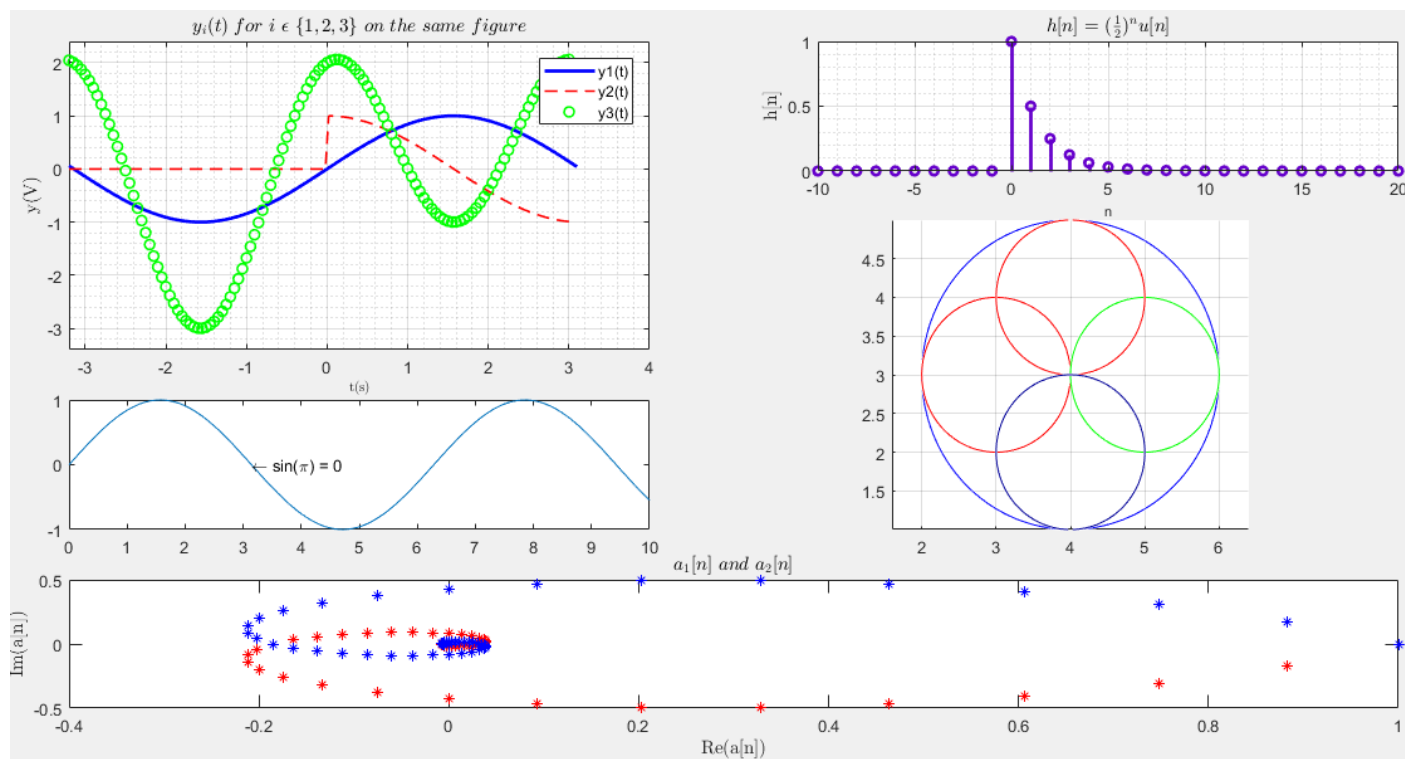 y_i(t) for i ϵ {1, 2, 3} on the same figure
2
1
0
-1
-2
-3
y(V)
y1(t)
y2(t)
y3(t)
-3 -2 -1 0 1 2 3 4
t(s)
h[n] = (1/2)^n u[n]
1
0.5
0
h[n]
-10 -5 0 5 10 15 20
n
1
0
-1
← sin(π) = 0
0 1 2 3 4 5 6 7 8 9 10
4.5
4
3.5
3
2.5
2
1.5
2 3 4 5 6
a_1[n] and a_2[n]
0.5
0
-0.5
Im(a[n])
-0.4 -0.2 0 0.2 0.4 0.6 0.8 1
Re(a[n])